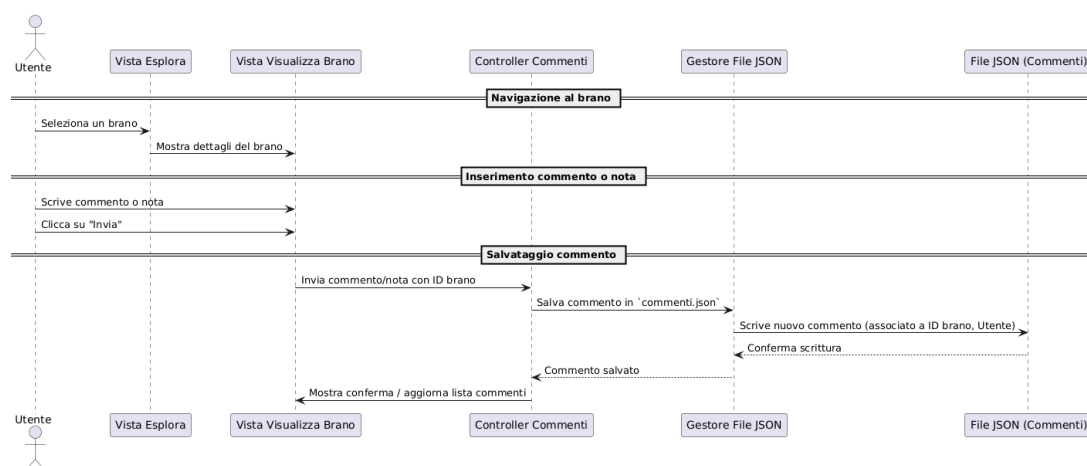 Utente
Vista Esplora
Vista Visualizza Brano
Controller Commenti
Gestore File JSON
File JSON (Commenti)
Navigazione al brano
Seleziona un brano
Mostra dettagli del brano
Inserimento commento o nota
Scrive commento o nota
Clicca su "Invia"
Salvataggio commento
Invia commento/nota con ID brano
Salva commento in `commenti.json`
Scrive nuovo commento (associato a ID brano, Utente)
Conferma scrittura
Commento salvato
Mostra conferma / aggiorna lista commenti
Utente
Vista Esplora
Vista Visualizza Brano
Controller Commenti
Gestore File JSON
File JSON (Commenti)